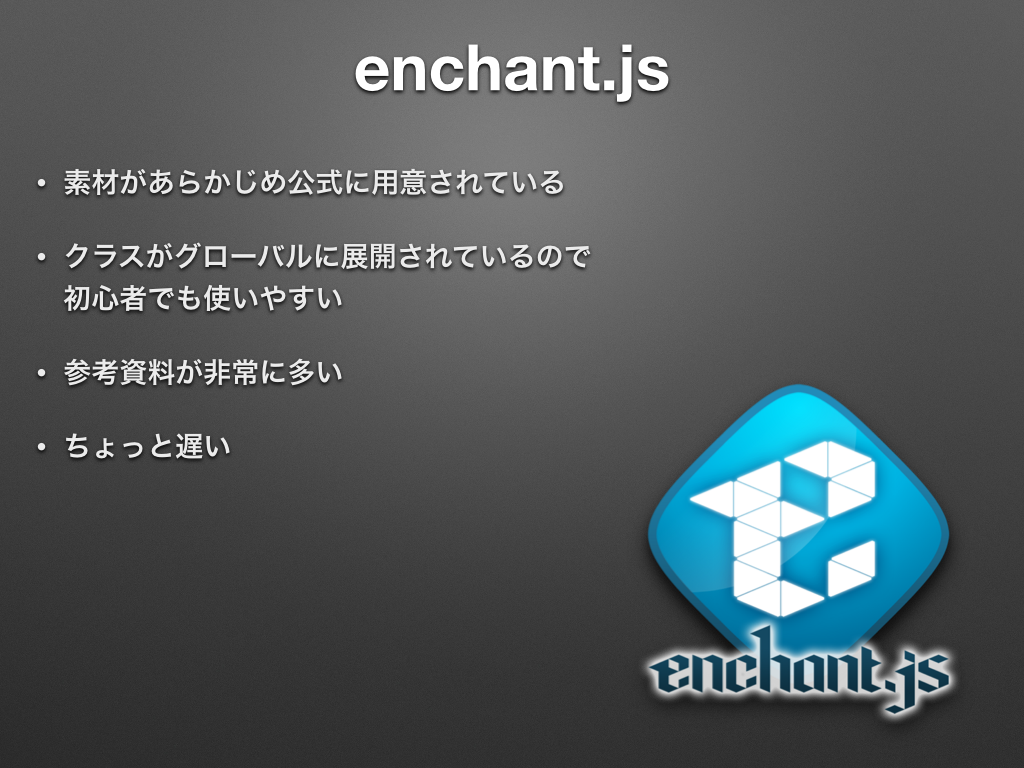 enchant.js
• 素材があらかじめ公式に用意されている
• クラスがグローバルに展開されているので
初心者でも使いやすい
• 参考資料が非常に多い
• ちょっと遅い
enchant.js